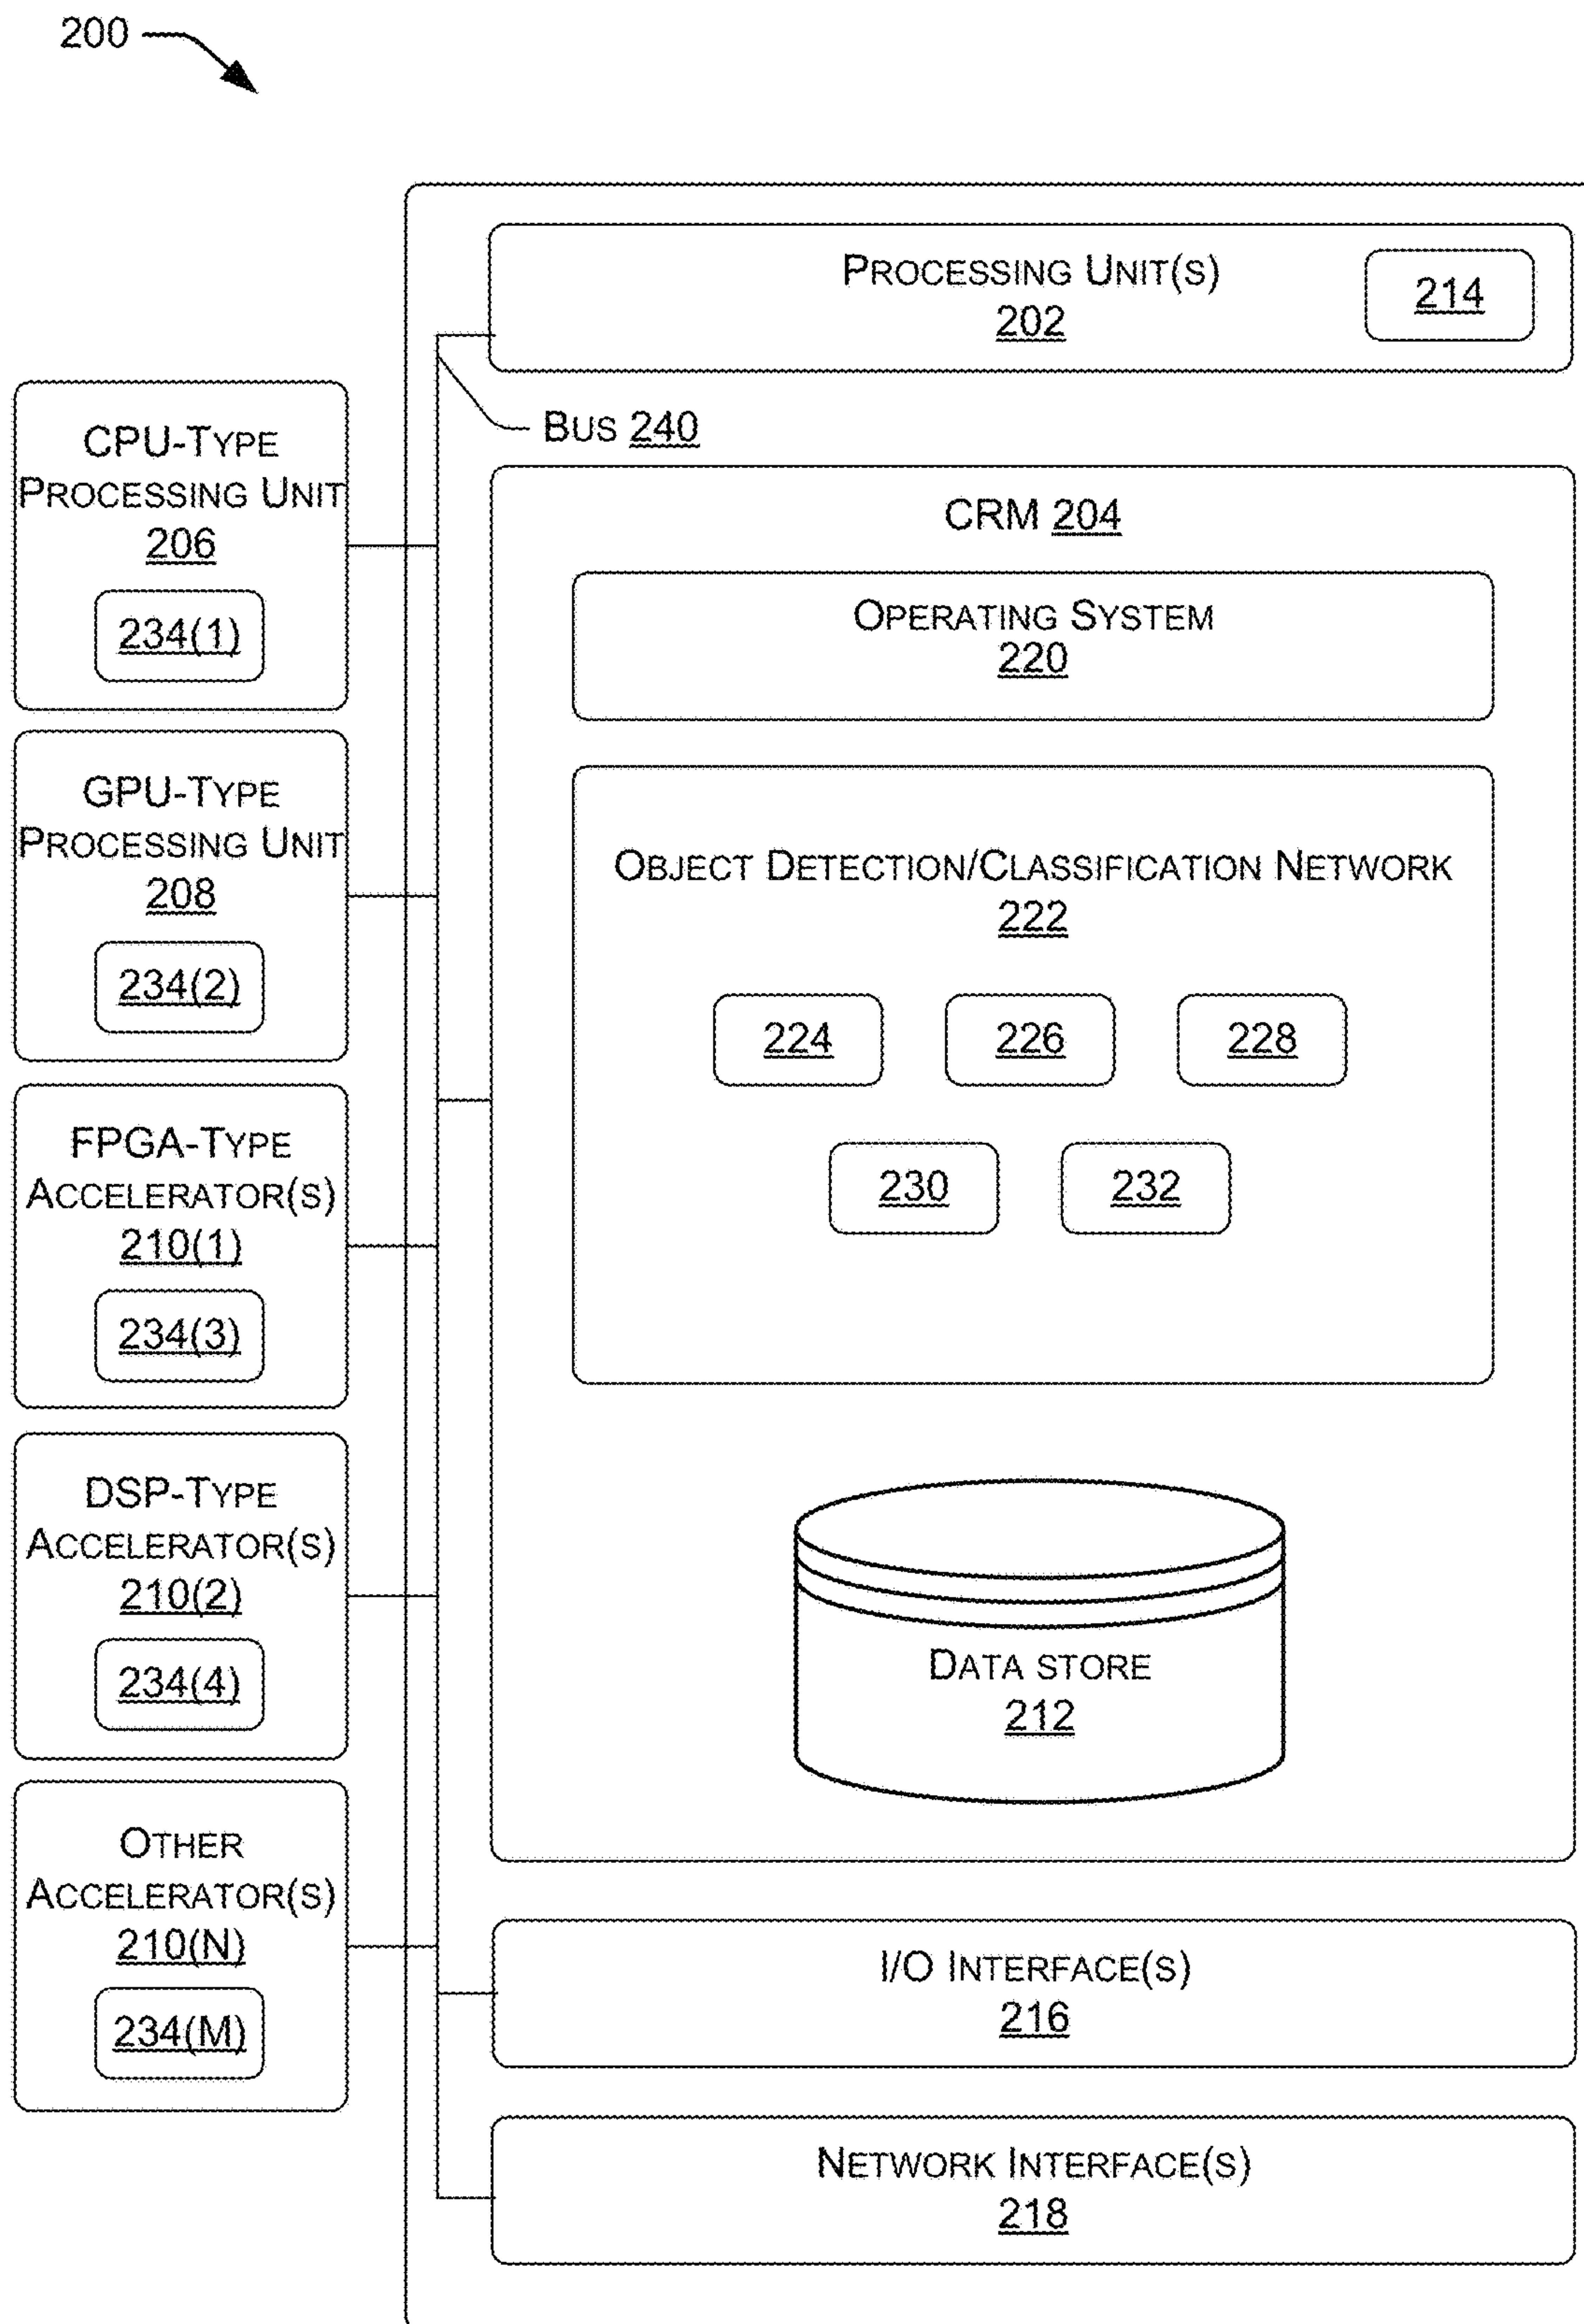 200
PROCESSING UNIT(S)
202
214
BUS 240
CPU-TYPE
PROCESSING UNIT
206
234(1)
GPU-TYPE
PROCESSING UNIT
208
234(2)
FPGA-TYPE
ACCELERATOR(S)
210(1)
234(3)
DSP-TYPE
ACCELERATOR(S)
210(2)
234(4)
OTHER
ACCELERATOR(S)
210(N)
234(M)
CRM 204
OPERATING SYSTEM
220
OBJECT DETECTION/CLASSIFICATION NETWORK
222
224 226 228
230 232
DATA STORE
212
I/O INTERFACE(S)
216
NETWORK INTERFACE(S)
218